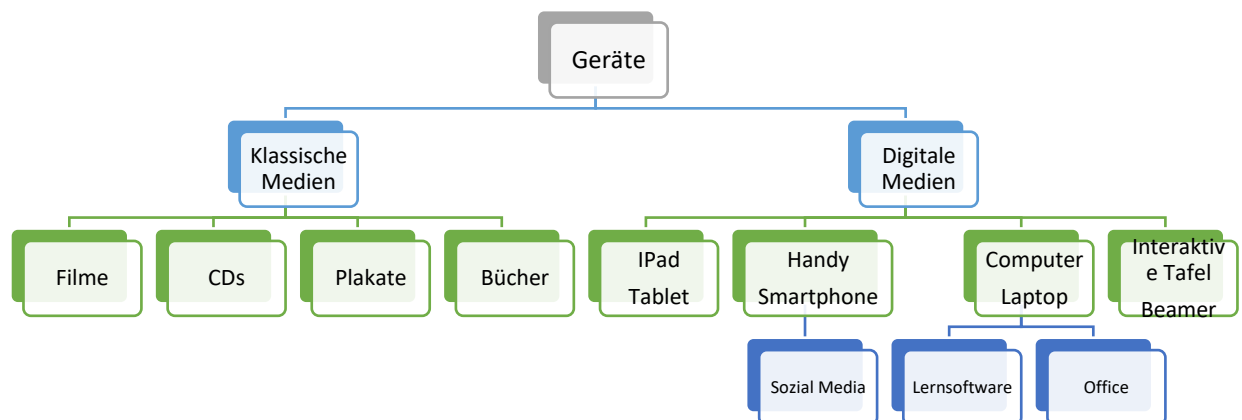 Geräte
Klassische
Medien
Digitale
Medien
Filme
CDs
Plakate
Bücher
IPad
Tablet
Handy
Smartphone
Computer
Laptop
Interaktiv
e Tafel
Beamer
Sozial Media
Lernsoftware
Office